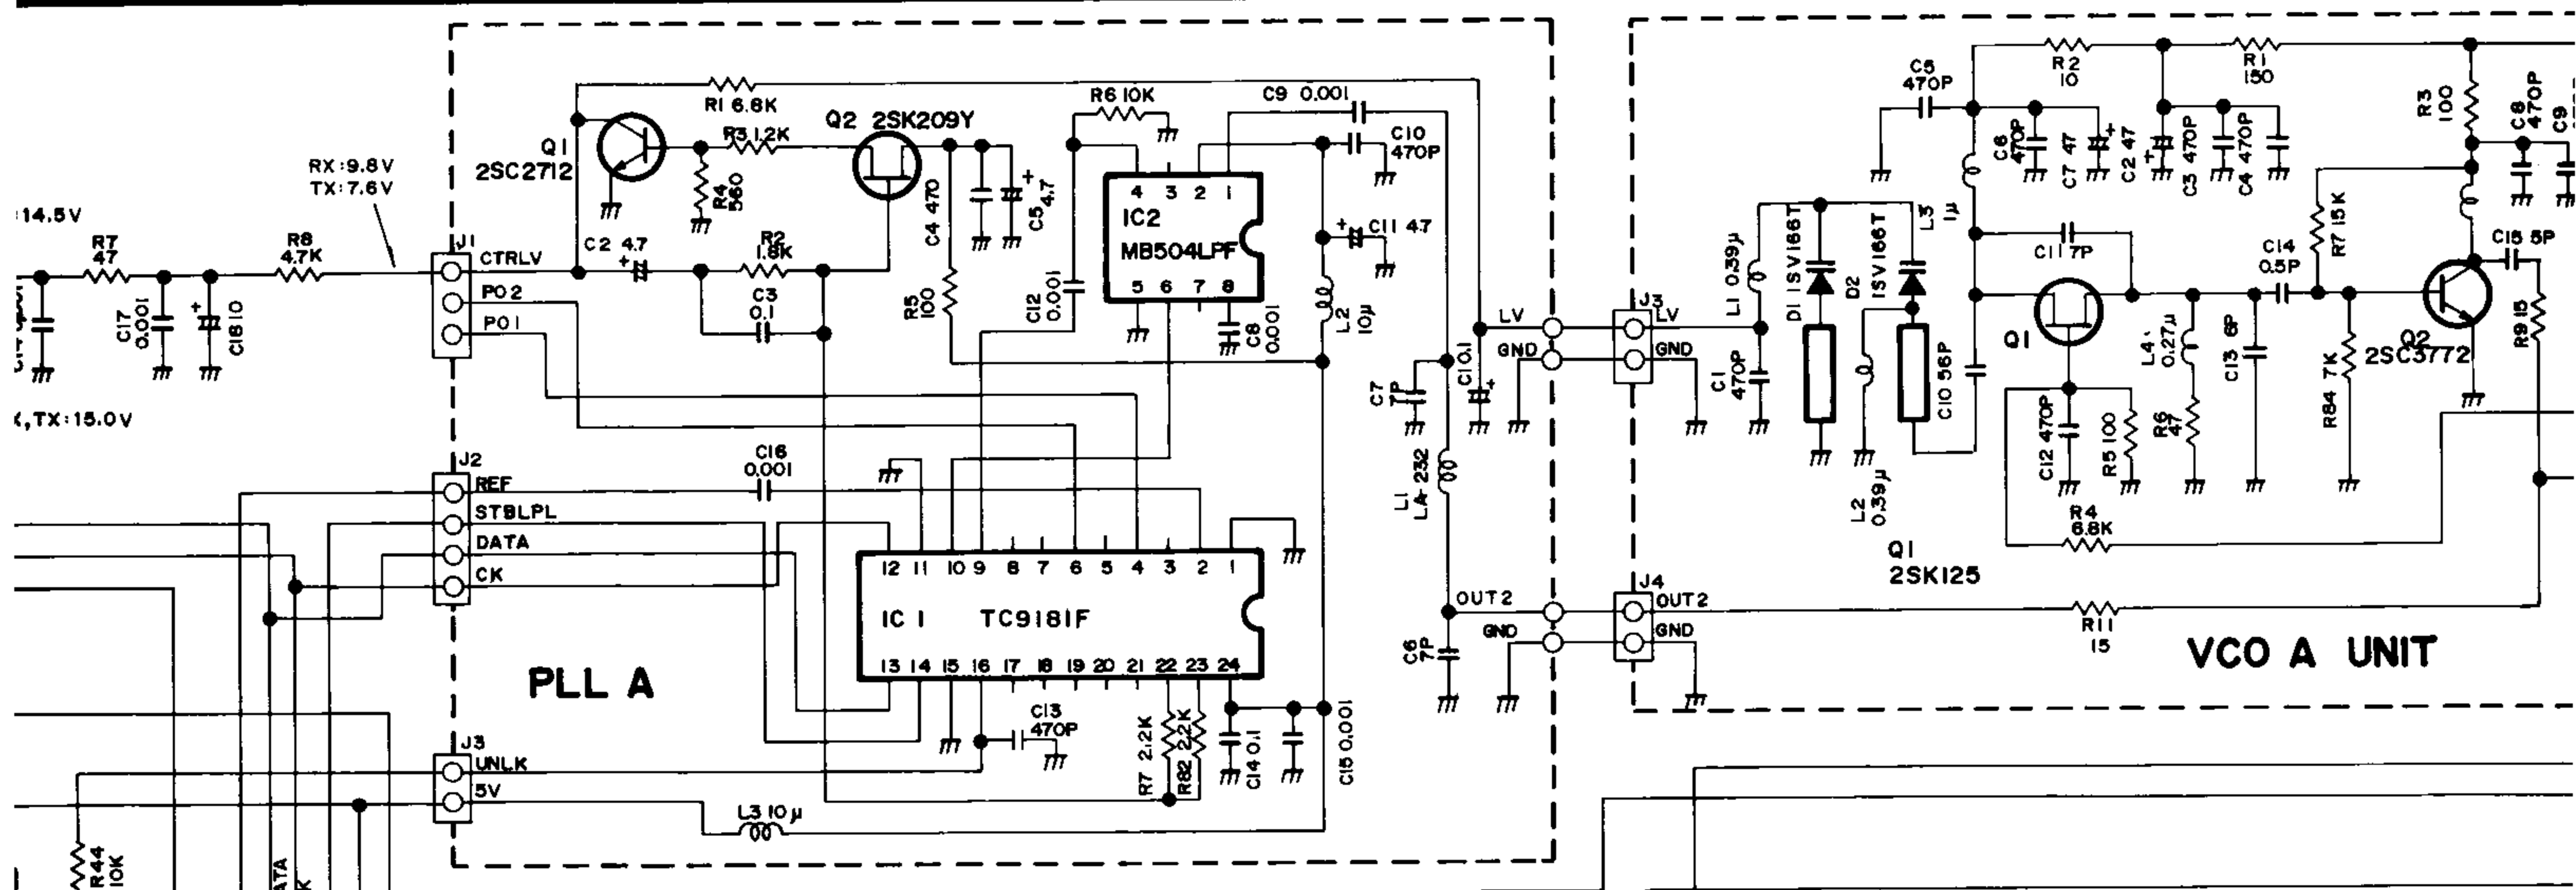 :14.5V
R7
47
C17
0.001
C18 10
R8
4.7K
RX:9.8V
TX:7.6V
,TX:15.0V
J1
CTRLV
PO2
PO1
R1 6.8K
Q1
2SC2712
R3 1.2K
R4
560
Q2 2SK209Y
C2 4.7
+
R2
1.8K
C3
0.1
C4 470
C5
4.7
+
R5
100
R6 10K
C12
0.001
4 3 2 1
IC2
MB504LPF
5 6 7 8
C8
0.001
C9 0.001
C10
470P
C11 47
+
L2
10μ
C7
7P
C1 0.1
+
L1
LA-232
LV
GND
OUT2
GND
C6
7P
J2
REF
STBLPL
DATA
CK
C16
0.001
12 11 10 9 8 7 6 5 4 3 2 1
IC 1 TC9181F
13 14 15 16 17 18 19 20 21 22 23 24
PLL A
C13
470P
R7 2.2K
R82 2.2K
C14 0.1
C15 0.001
J3
UNLK
5V
L3 10μ
R44
10K
ATA
K
J3
LV
GND
C1
470P
L1 0.39μ
D1 1SV166T
D2
1SV166T
L2
0.39μ
C10 56P
L3
1μ
C5
470P
R2
10
R1
150
C6
470P
C7 47
+
C2 47
+
C3 470P
C4 470P
R3
100
C8
470P
C9
C11 7P
Q1
C12 470P
R5 100
R6
47
L4
0.27μ
C13 6P
C14
0.5P
R7 15K
R84 7K
Q2
2SC3772
C15 5P
R9 15
R4
6.8K
Q1
2SK125
J4
OUT2
GND
R11
15
VCO A UNIT